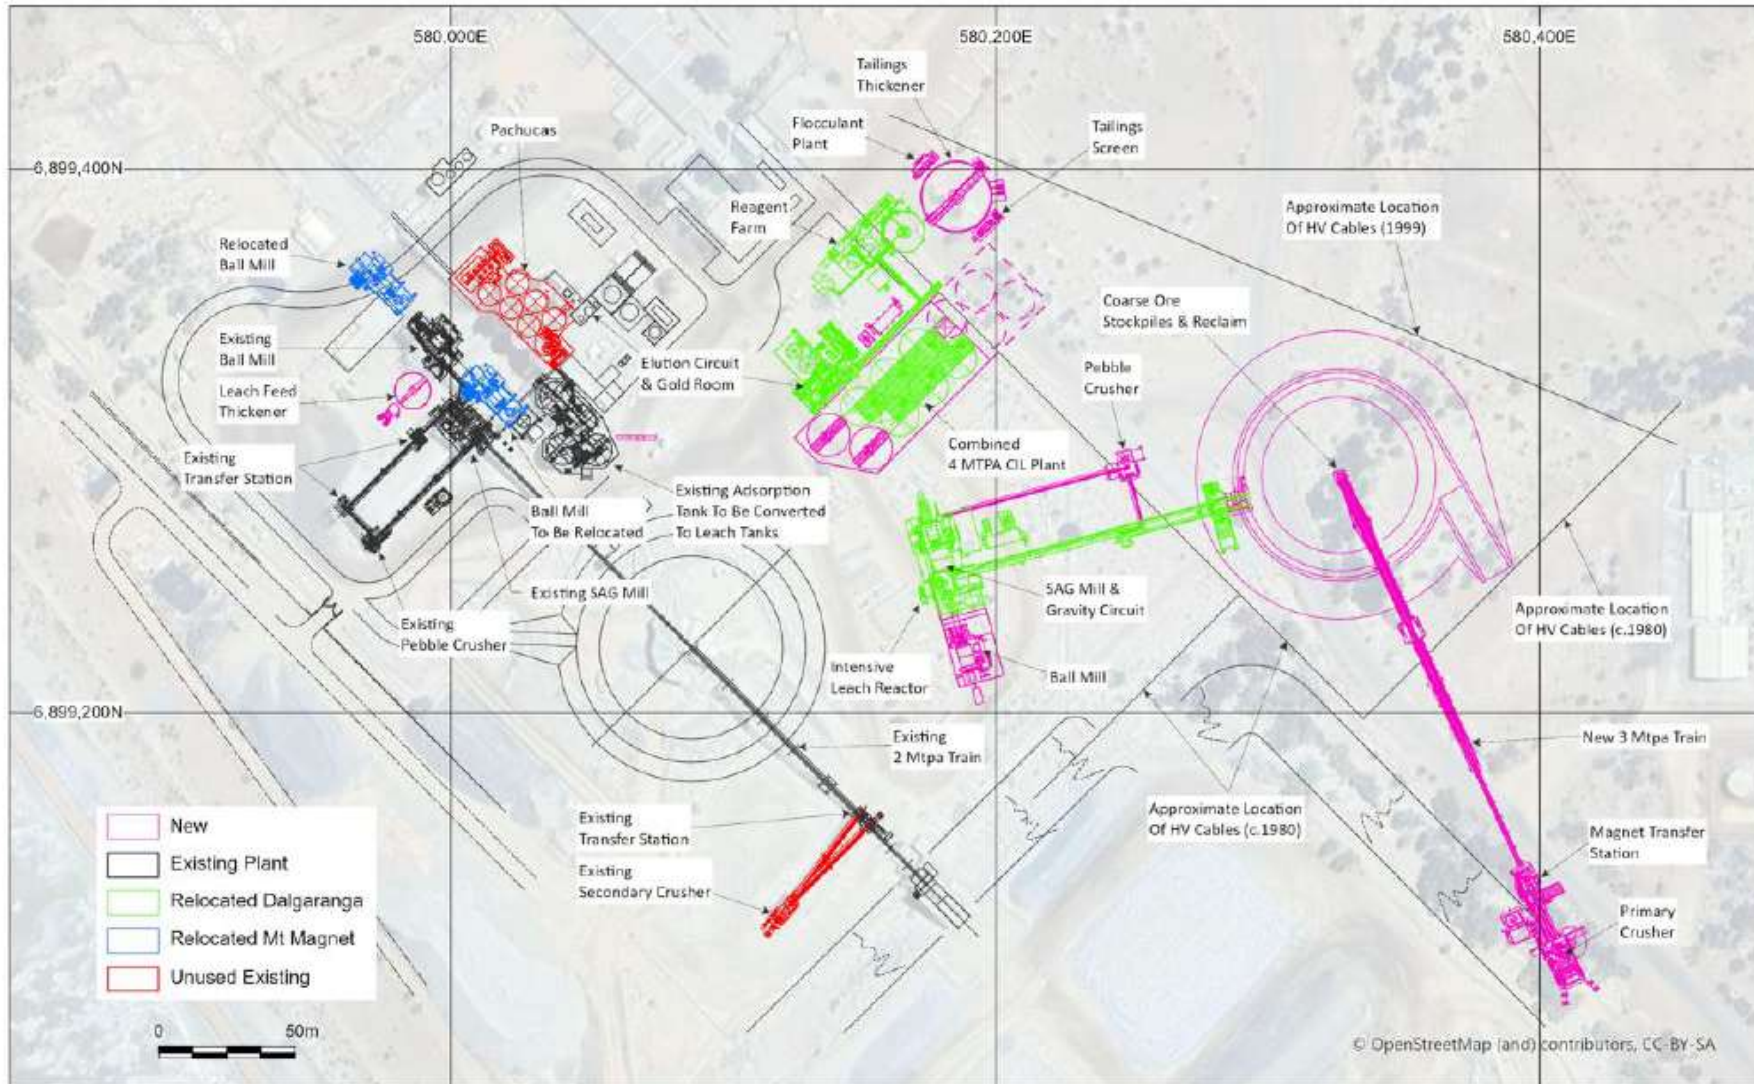 580,000E
580,200E
580,400E
6,899,400N
6,899,200N
Tailings
Thickener
Flocculant
Plant
Tailings
Screen
Pachucas
Reagent
Farm
Approximate Location
Of HV Cables (1999)
Relocated
Ball Mill
Coarse Ore
Stockpiles & Reclaim
Existing
Ball Mill
Elution Circuit
& Gold Room
Pebble
Crusher
Leach Feed
Thickener
Combined
4 MTPA CIL Plant
Existing
Transfer Station
Existing Adsorption
Tank To Be Converted
To Leach Tanks
Ball Mill
To Be Relocated
Existing SAG Mill
SAG Mill &
Gravity Circuit
Approximate Location
Of HV Cables (c.1980)
Existing
Pebble Crusher
Intensive
Leach Reactor
Ball Mill
Existing
2 Mtpa Train
New 3 Mtpa Train
Existing
Transfer Station
Approximate Location
Of HV Cables (c.1980)
Magnet Transfer
Station
Existing
Secondary Crusher
Primary
Crusher
New
Existing Plant
Relocated Dalgaranga
Relocated Mt Magnet
Unused Existing
0 50m
© OpenStreetMap (and) contributors, CC-BY-SA